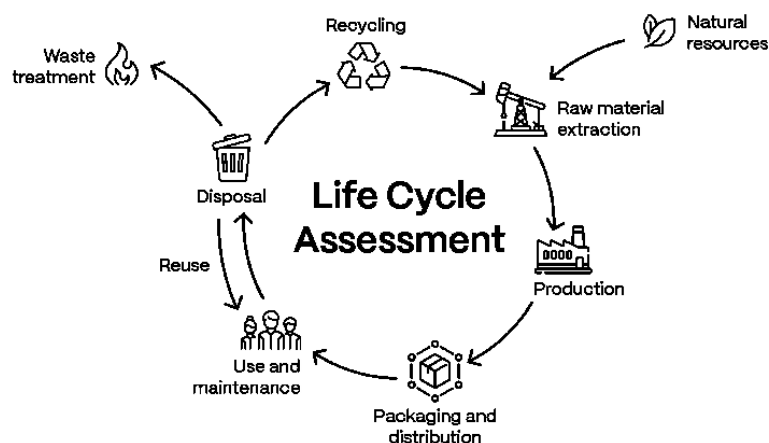 Recycling
Natural
resources
Waste
treatment
Raw material
extraction
Disposal
Life Cycle
Assessment
Reuse
Production
Use and
maintenance
Packaging and
distribution